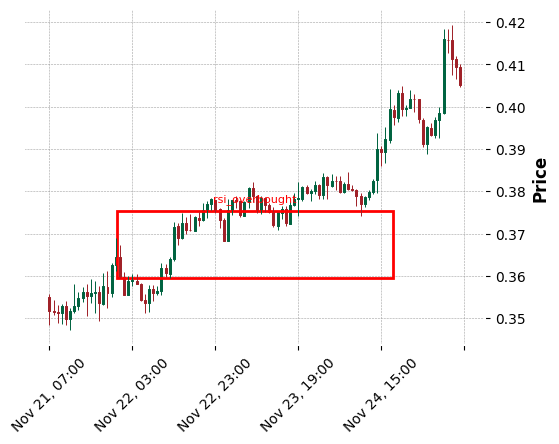 0.42
0.41
0.40
0.39
0.38
0.37
0.36
0.35
Price
rsi_overbought
Nov 21, 07:00
Nov 22, 03:00
Nov 22, 23:00
Nov 23, 19:00
Nov 24, 15:00